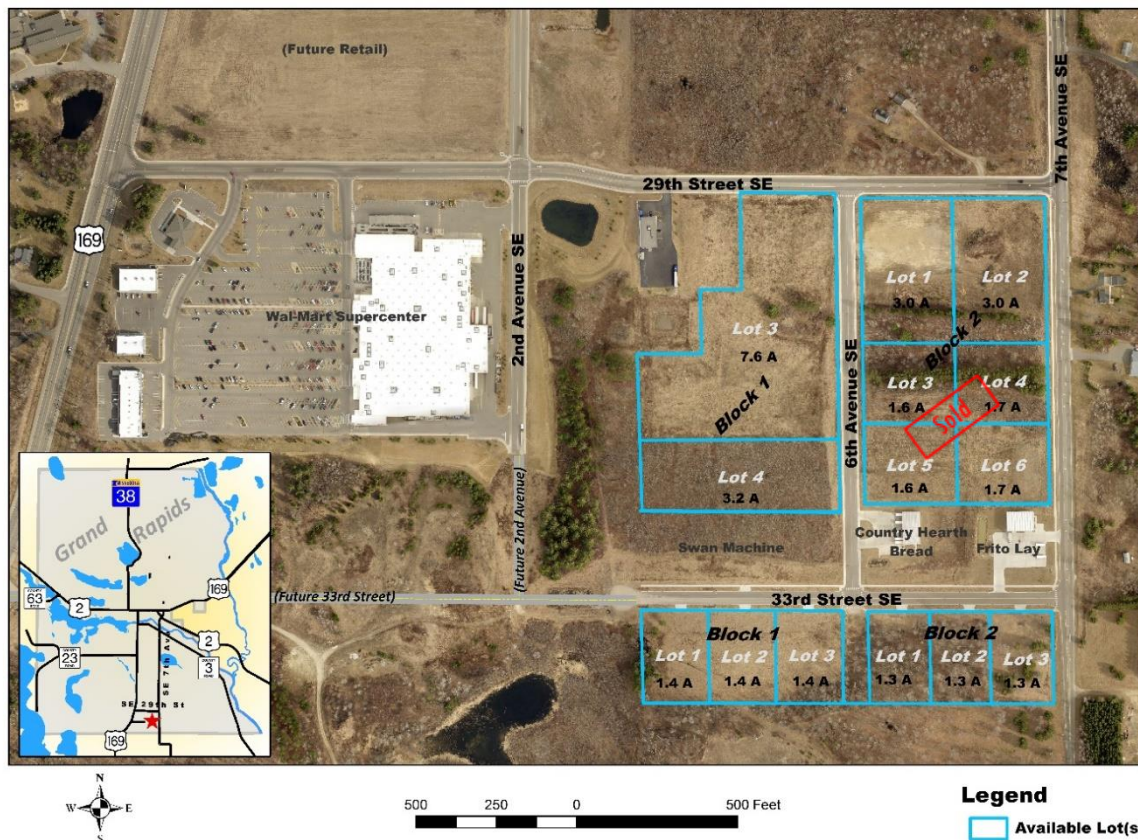 (Future Retail)
7th Avenue SE
29th Street SE
169
2nd Avenue SE
Wal-Mart Supercenter
Lot 3
7.6 A
Block 1
Lot 4
3.2 A
6th Avenue SE
Lot 1
3.0 A
Lot 2
3.0 A
Block 2
Lot 3
1.6 A
Lot 4
1.7 A
Sold
Lot 5
1.6 A
Lot 6
1.7 A
Swan Machine
Country Hearth
Bread
Frito Lay
(Future 2nd Avenue)
(Future 33rd Street)
33rd Street SE
Block 1
Lot 1
1.4 A
Lot 2
1.4 A
Lot 3
1.4 A
Block 2
Lot 1
1.3 A
Lot 2
1.3 A
Lot 3
1.3 A
38
Grand Rapids
63
2
169
2
23
3
SE 7th Av
SE 29th St
169
N
W E
S
500 250 0 500 Feet
Legend
Available Lot(s